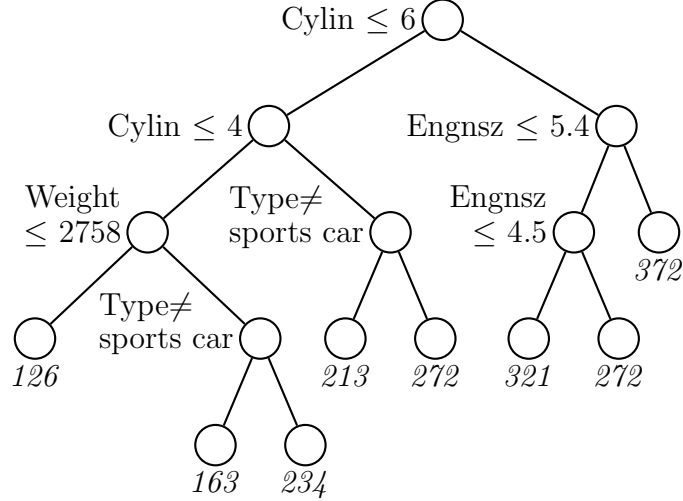 Cylin ≤ 6
Cylin ≤ 4
Engnsz ≤ 5.4
Weight
≤ 2758
Type≠
sports car
Engnsz
≤ 4.5
372
126
Type≠
sports car
213
272
321
272
163
234